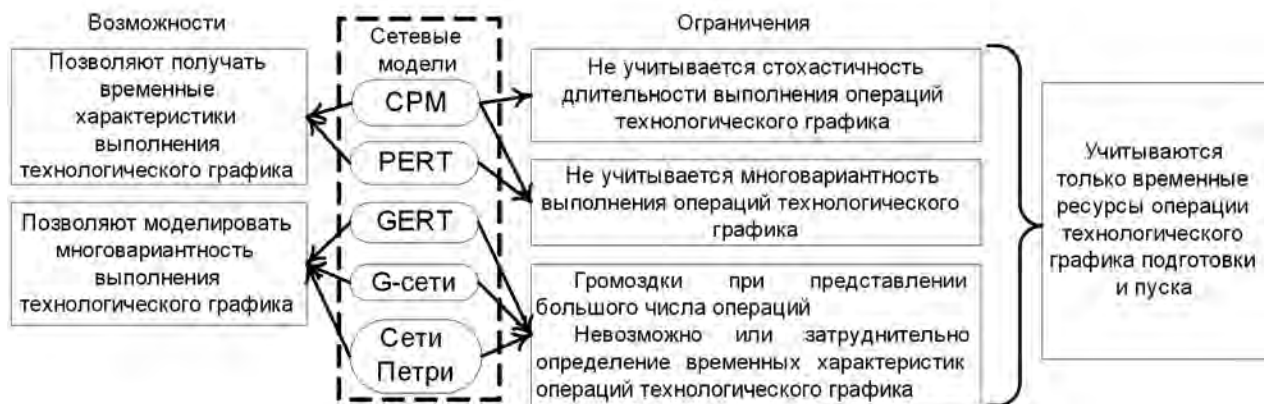 Возможности
Позволяют получать
временные
характеристики
выполнения
технологического графика
Позволяют моделировать
многовариантность
выполнения
технологического графика
Сетевые
модели
CPM
PERT
GERT
G-сети
Сети
Петри
Ограничения
Не учитывается стохастичность
длительности выполнения операций
технологического графика
Не учитывается многовариантность
выполнения операций технологического
графика
Громоздки при представлении
большого числа операций
Невозможно или затруднительно
определение временных характеристик
операций технологического графика
Учитываются
только временные
ресурсы операции
технологического
графика подготовки
и пуска